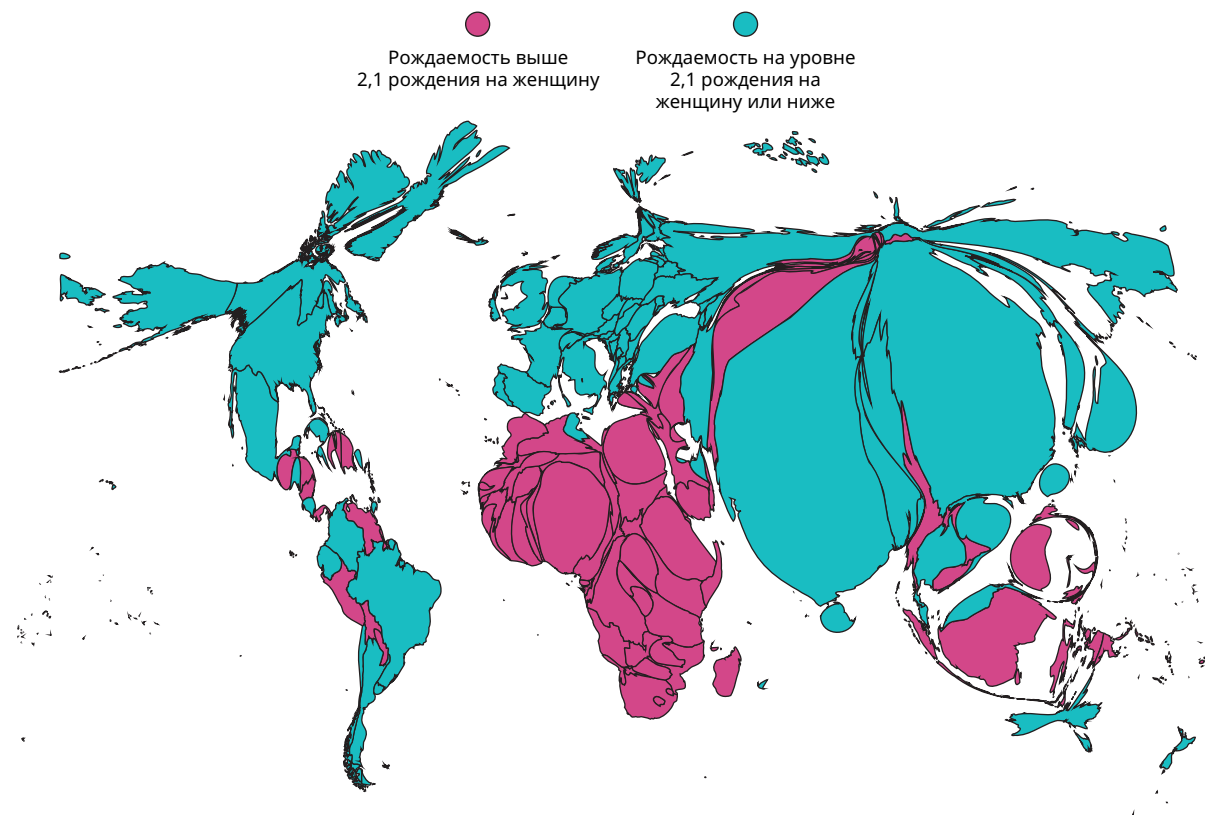 Рождаемость выше
2,1 рождения на женщину
Рождаемость на уровне
2,1 рождения на
женщину или ниже